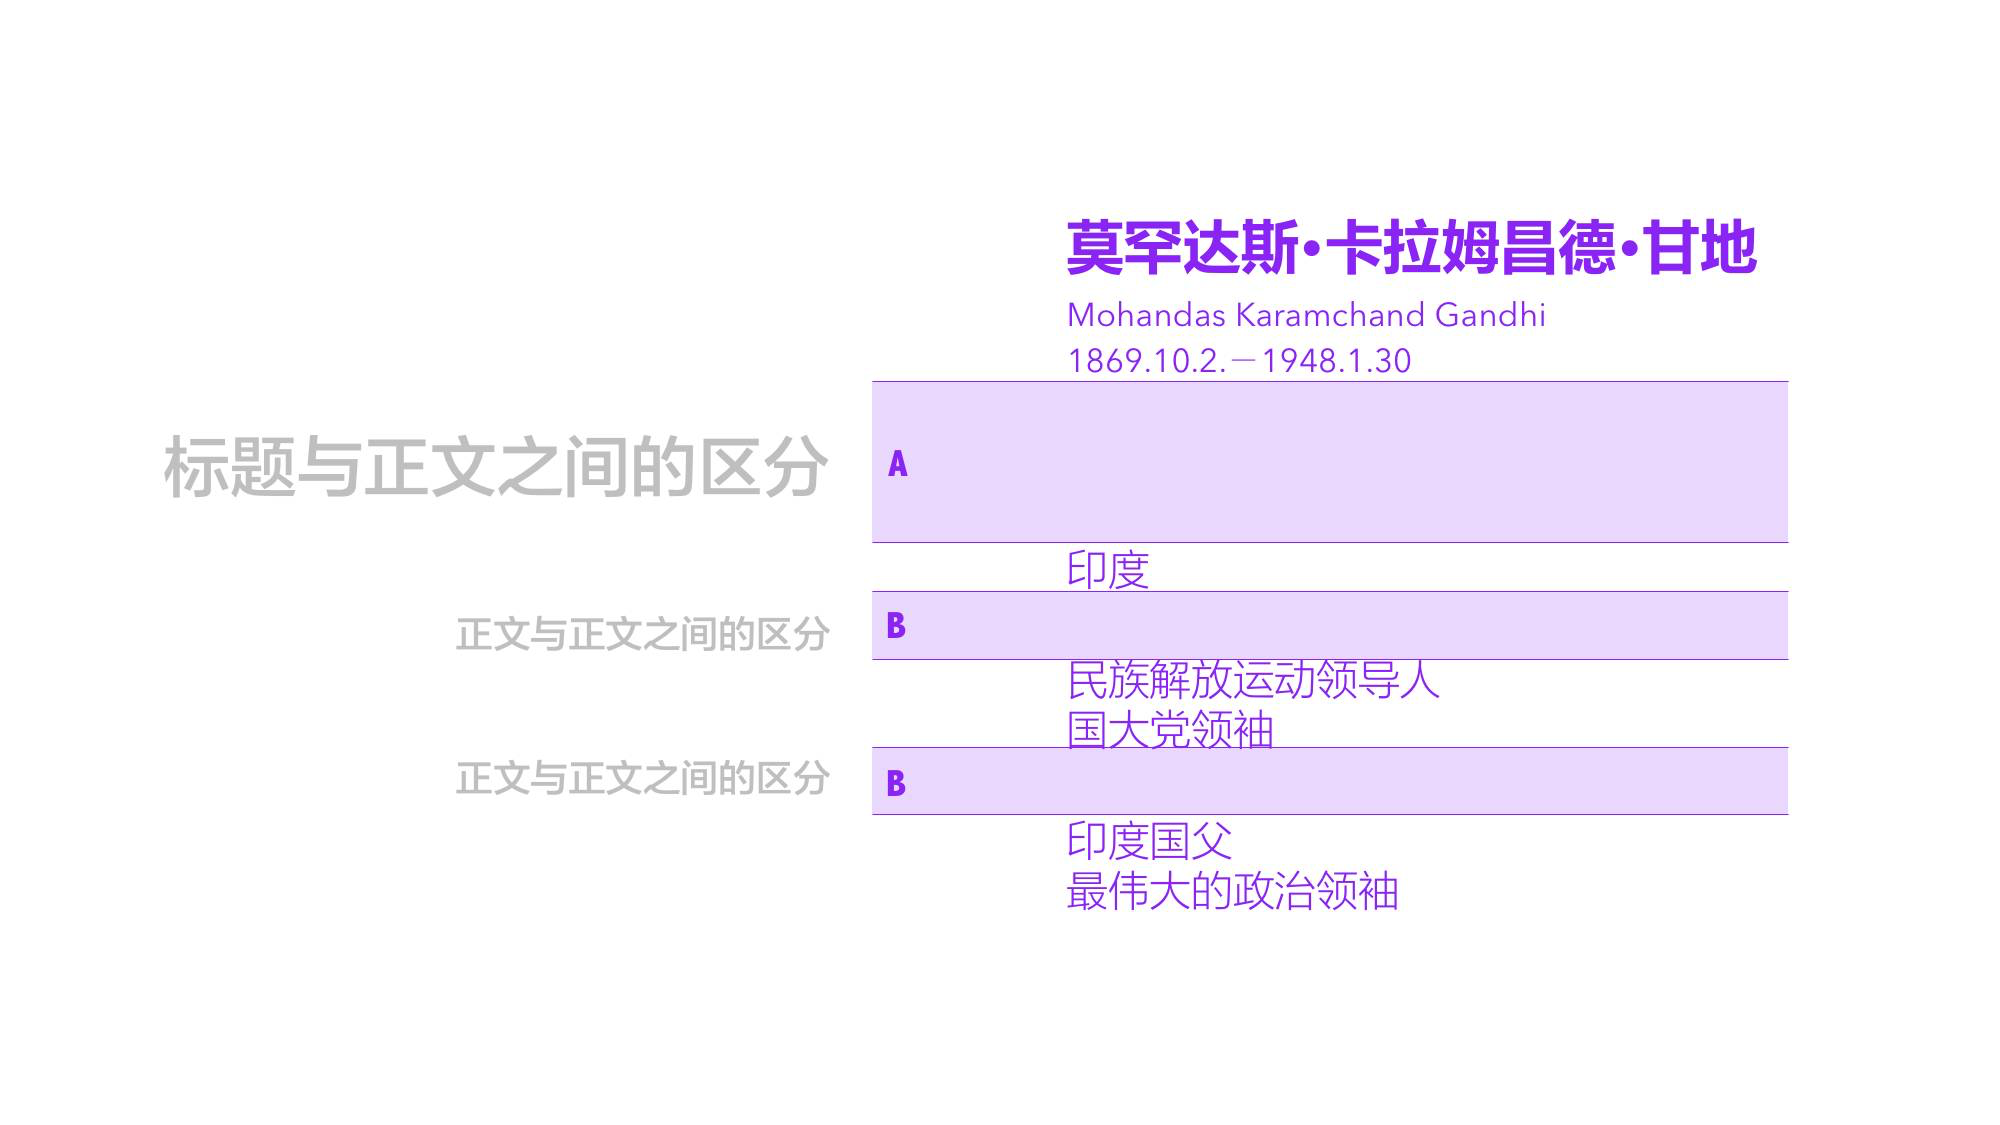 莫罕达斯•卡拉姆昌德•甘地
Mohandas Karamchand Gandhi
1869.10.2.—1948.1.30
标题与正文之间的区分
A
印度
正文与正文之间的区分
B
民族解放运动领导人
国大党领袖
正文与正文之间的区分
B
印度国父
最伟大的政治领袖